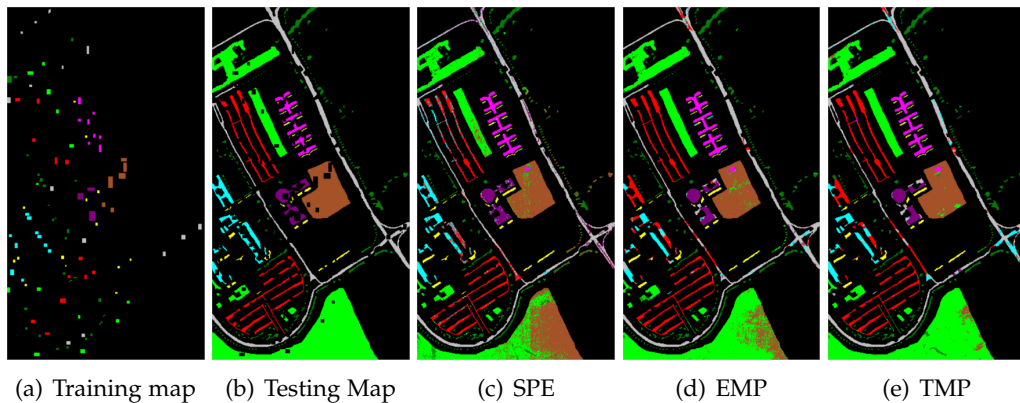 (a) Training map
(b) Testing Map
(c) SPE
(d) EMP
(e) TMP